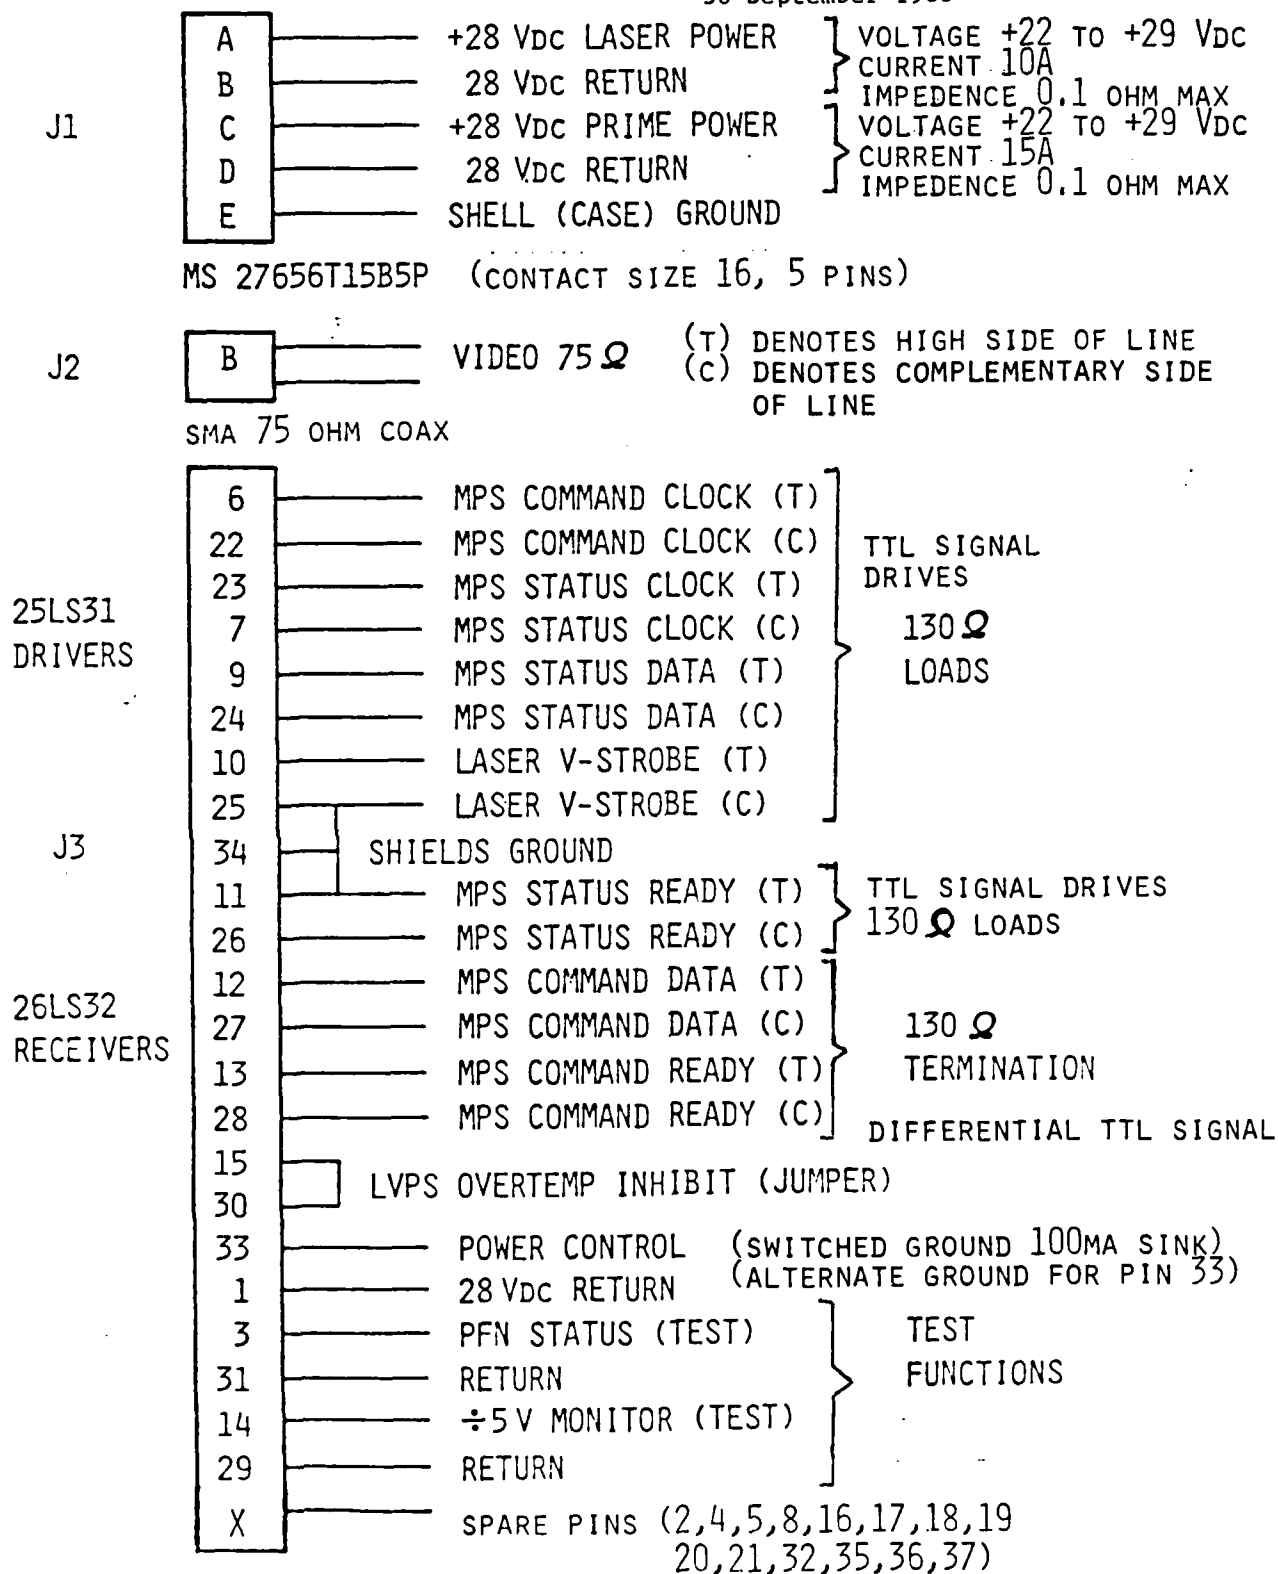 J1
A +28 VDC LASER POWER VOLTAGE +22 TO +29 VDC
CURRENT 10A
B 28 VDC RETURN IMPEDENCE 0.1 OHM MAX
C +28 VDC PRIME POWER VOLTAGE +22 TO +29 VDC
CURRENT 15A
D 28 VDC RETURN IMPEDENCE 0.1 OHM MAX
E SHELL (CASE) GROUND
MS 27656T15B5P (CONTACT SIZE 16, 5 PINS)
J2
B VIDEO 75 Ω (T) DENOTES HIGH SIDE OF LINE
(C) DENOTES COMPLEMENTARY SIDE
OF LINE
SMA 75 OHM COAX
6 MPS COMMAND CLOCK (T)
22 MPS COMMAND CLOCK (C)
TTL SIGNAL
23 MPS STATUS CLOCK (T) DRIVES
25LS31 7 MPS STATUS CLOCK (C) 130 Ω
DRIVERS 9 MPS STATUS DATA (T) LOADS
24 MPS STATUS DATA (C)
10 LASER V-STROBE (T)
25 LASER V-STROBE (C)
J3 34 SHIELDS GROUND
11 MPS STATUS READY (T) TTL SIGNAL DRIVES
26 MPS STATUS READY (C) 130 Ω LOADS
12 MPS COMMAND DATA (T)
26LS32 27 MPS COMMAND DATA (C) 130 Ω
RECEIVERS 13 MPS COMMAND READY (T) TERMINATION
28 MPS COMMAND READY (C) DIFFERENTIAL TTL SIGNAL
15
LVPS OVERTEMP INHIBIT (JUMPER)
30
33 POWER CONTROL (SWITCHED GROUND 100MA SINK)
1 28 VDC RETURN (ALTERNATE GROUND FOR PIN 33)
3 PFN STATUS (TEST) TEST
31 RETURN FUNCTIONS
14 ÷5 V MONITOR (TEST)
29 RETURN
X SPARE PINS (2,4,5,8,16,17,18,19
20,21,32,35,36,37)